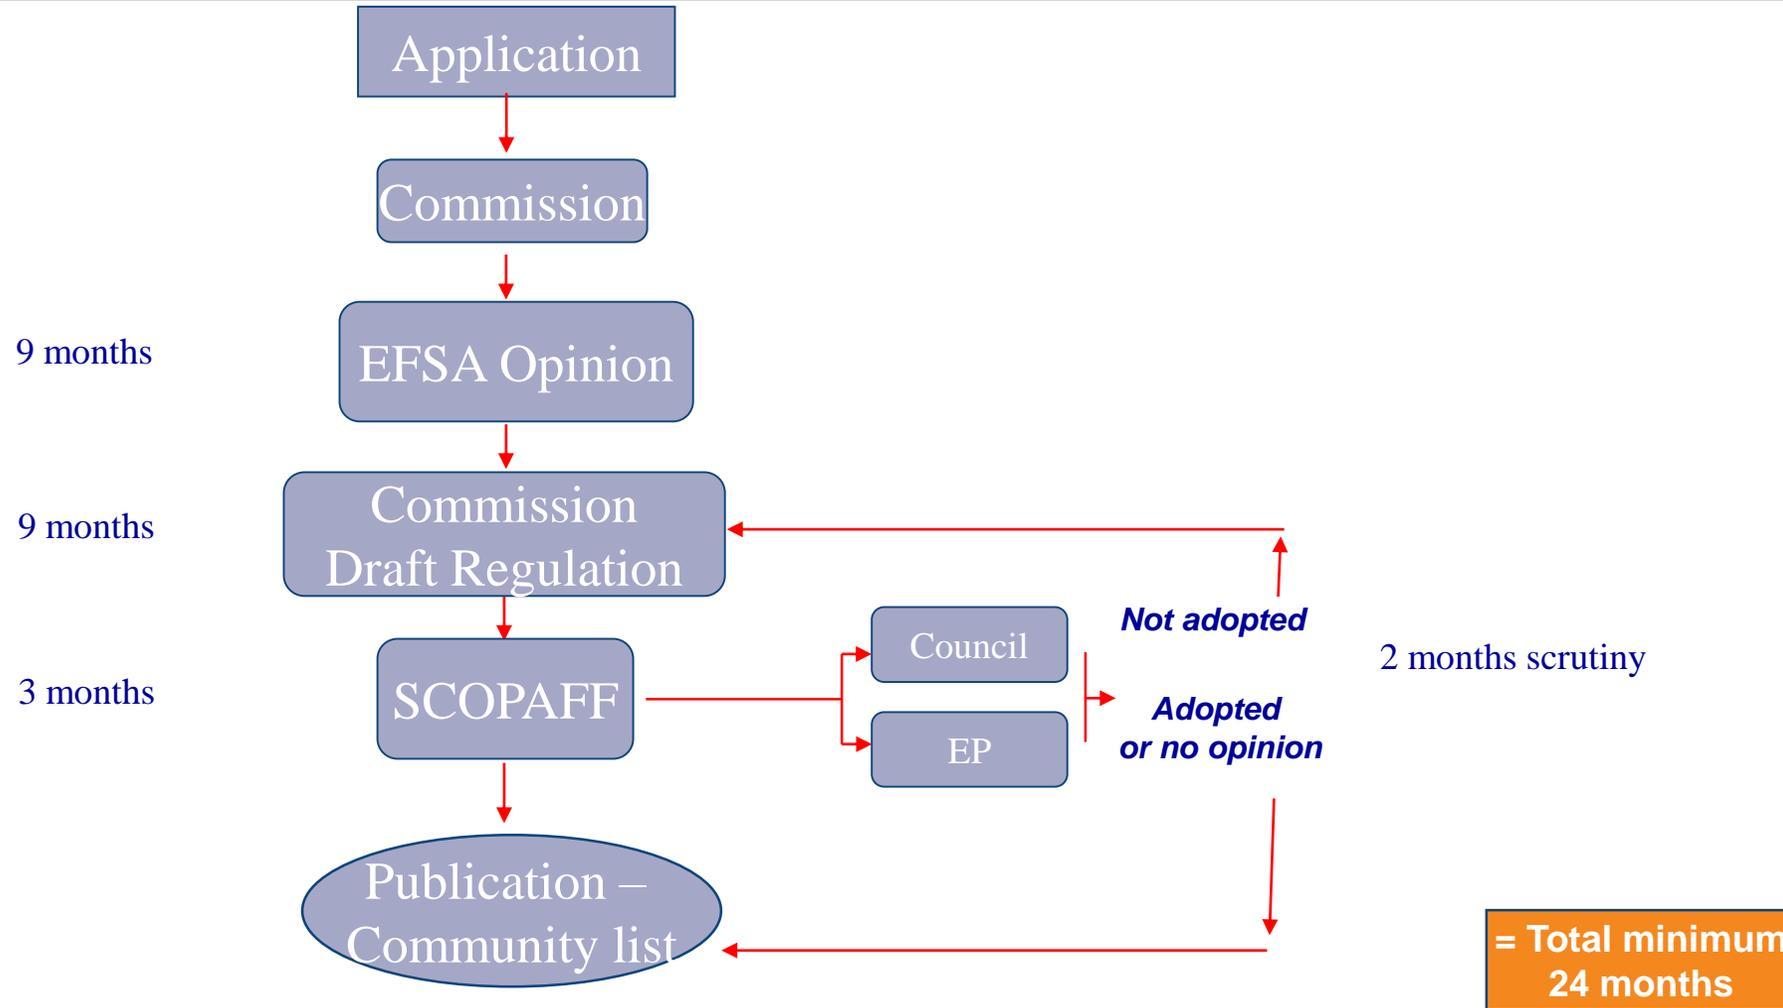 Application
Commission
9 months
EFSA Opinion
9 months
Commission
Draft Regulation
3 months
SCOPAFF
Council
EP
Not adopted
Adopted
or no opinion
2 months scrutiny
Publication –
Community list
= Total minimum
24 months